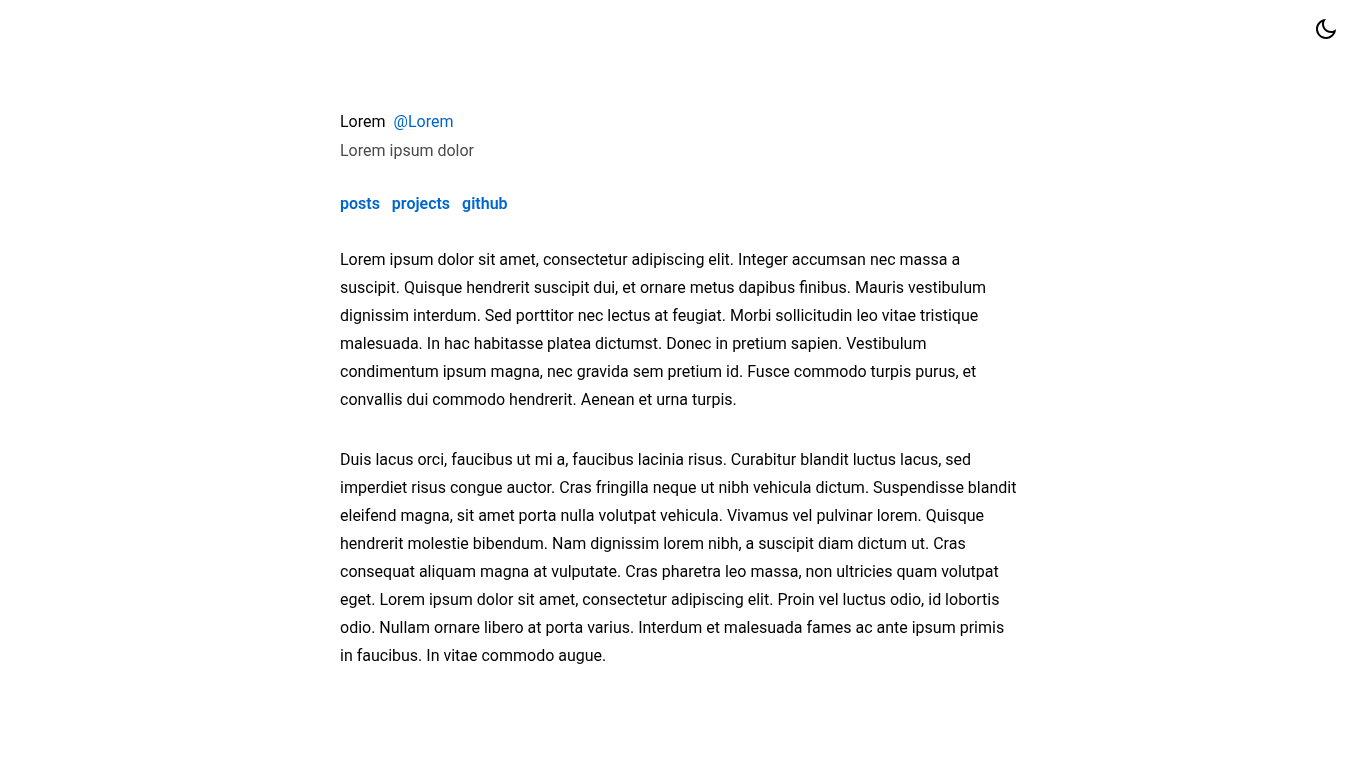 Lorem @Lorem
Lorem ipsum dolor
posts projects github
Lorem ipsum dolor sit amet, consectetur adipiscing elit. Integer accumsan nec massa a
suscipit. Quisque hendrerit suscipit dui, et ornare metus dapibus finibus. Mauris vestibulum
dignissim interdum. Sed porttitor nec lectus at feugiat. Morbi sollicitudin leo vitae tristique
malesuada. In hac habitasse platea dictumst. Donec in pretium sapien. Vestibulum
condimentum ipsum magna, nec gravida sem pretium id. Fusce commodo turpis purus, et
convallis dui commodo hendrerit. Aenean et urna turpis.
Duis lacus orci, faucibus ut mi a, faucibus lacinia risus. Curabitur blandit luctus lacus, sed
imperdiet risus congue auctor. Cras fringilla neque ut nibh vehicula dictum. Suspendisse blandit
eleifend magna, sit amet porta nulla volutpat vehicula. Vivamus vel pulvinar lorem. Quisque
hendrerit molestie bibendum. Nam dignissim lorem nibh, a suscipit diam dictum ut. Cras
consequat aliquam magna at vulputate. Cras pharetra leo massa, non ultricies quam volutpat
eget. Lorem ipsum dolor sit amet, consectetur adipiscing elit. Proin vel luctus odio, id lobortis
odio. Nullam ornare libero at porta varius. Interdum et malesuada fames ac ante ipsum primis
in faucibus. In vitae commodo augue.